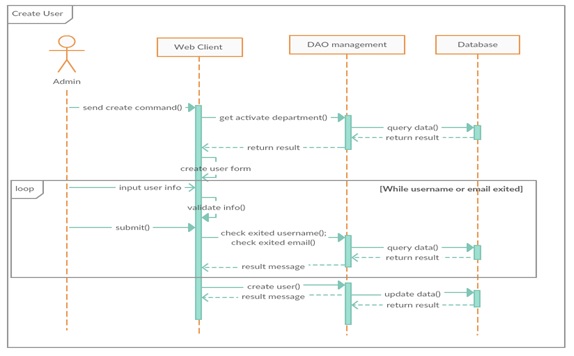 Create User
Web Client
DAO management
Database
Admin
send create command()
get activate department()
query data()
return result
return result
create user form
loop
[While username or email exited]
input user info
validate info()
submit()
check exited username();
check exited email()
query data()
return result
result message
create user()
update data()
result message
return result